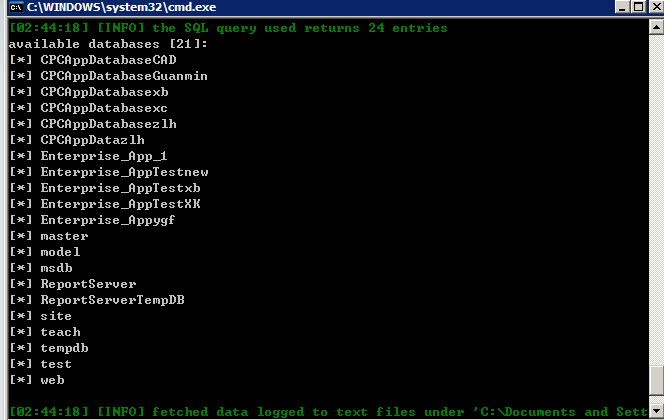 C:\WINDOWS\system32\cmd.exe
[02:44:18] [INFO] the SQL query used returns 24 entries
available databases [21]:
[*] CPCAppDatabaseCAD
[*] CPCAppDatabaseGuanmin
[*] CPCAppDatabasexb
[*] CPCAppDatabasexc
[*] CPCAppDatabasezlh
[*] CPCAppDatazlh
[*] Enterprise_App_1
[*] Enterprise_AppTestnew
[*] Enterprise_AppTestxb
[*] Enterprise_AppTestXK
[*] Enterprise_Appygf
[*] master
[*] model
[*] msdb
[*] ReportServer
[*] ReportServerTempDB
[*] site
[*] teach
[*] tempdb
[*] test
[*] web
[02:44:18] [INFO] fetched data logged to text files under 'C:\Documents and Sett